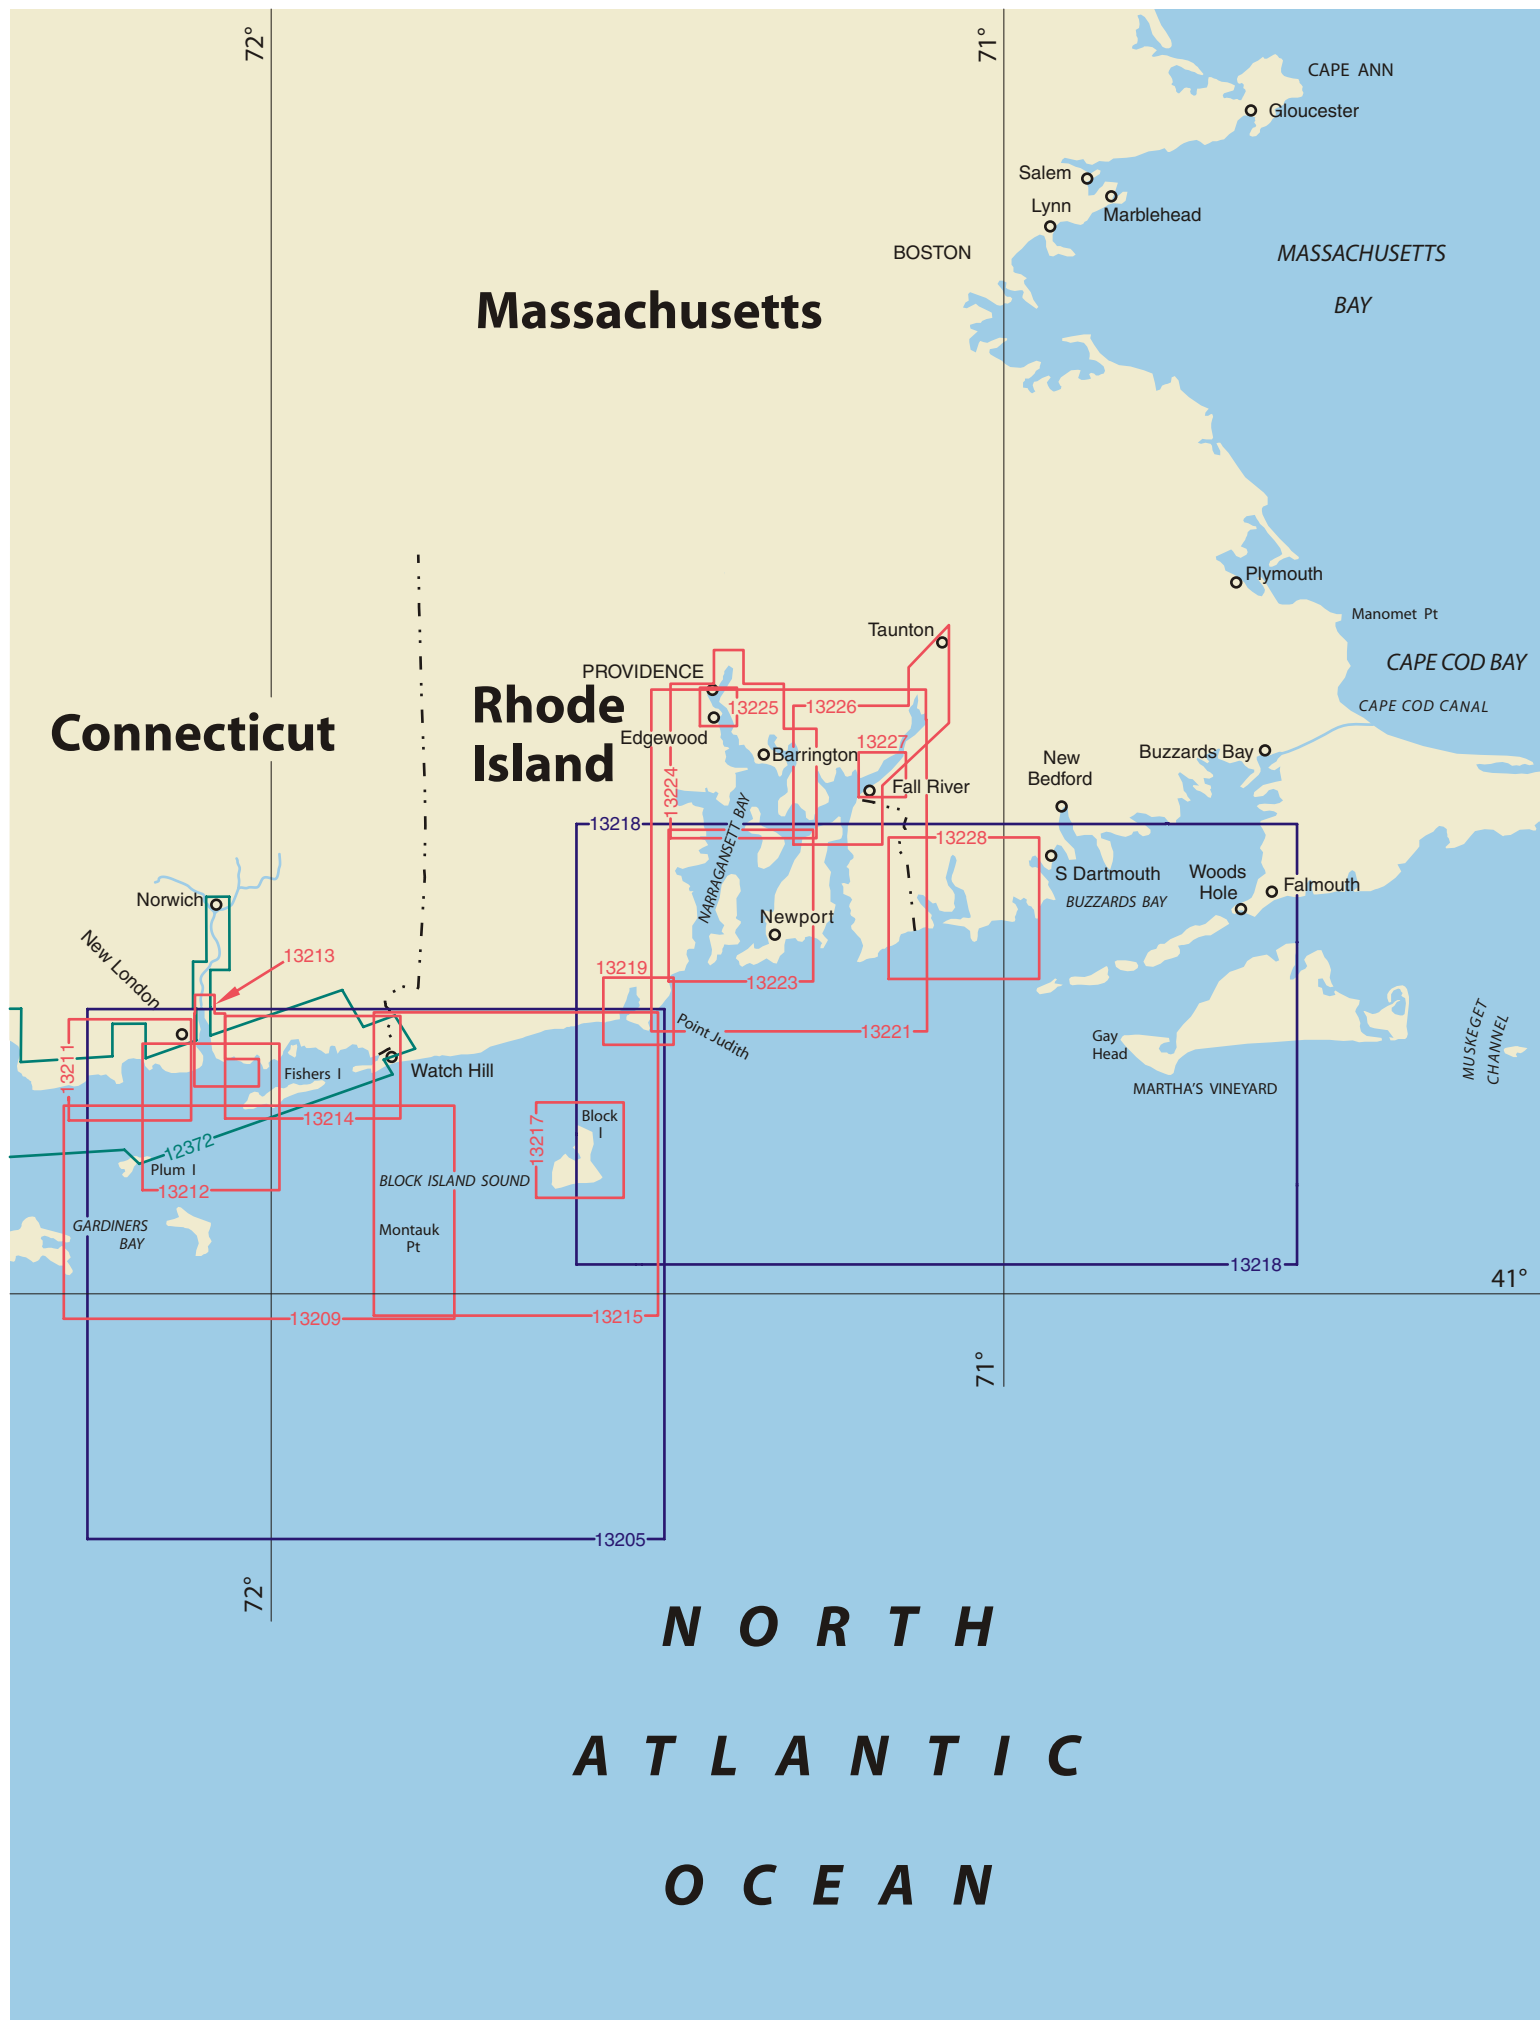 72°
71°
CAPE ANN
Gloucester
Salem
Lynn
Marblehead
BOSTON
MASSACHUSETTS
BAY
Massachusetts
Plymouth
Manomet Pt
Taunton
CAPE COD BAY
PROVIDENCE
Rhode
Island
Connecticut
13225
13226
CAPE COD CANAL
Edgewood
13227
Barrington
Buzzards Bay
New
Bedford
13224
Fall River
NARRAGANSETT BAY
13218
13228
S Dartmouth
Woods
Hole
Falmouth
BUZZARDS BAY
Norwich
Newport
New London
13213
13219
13223
Point Judith
13221
Gay
Head
MUSKEGET
CHANNEL
13211
Fishers I
Watch Hill
MARTHA'S VINEYARD
13214
13217
Block
I
12372
Plum I
13212
BLOCK ISLAND SOUND
GARDINERS
BAY
Montauk
Pt
13218
41°
13209
13215
71°
13205
72°
NORTH
ATLANTIC
OCEAN